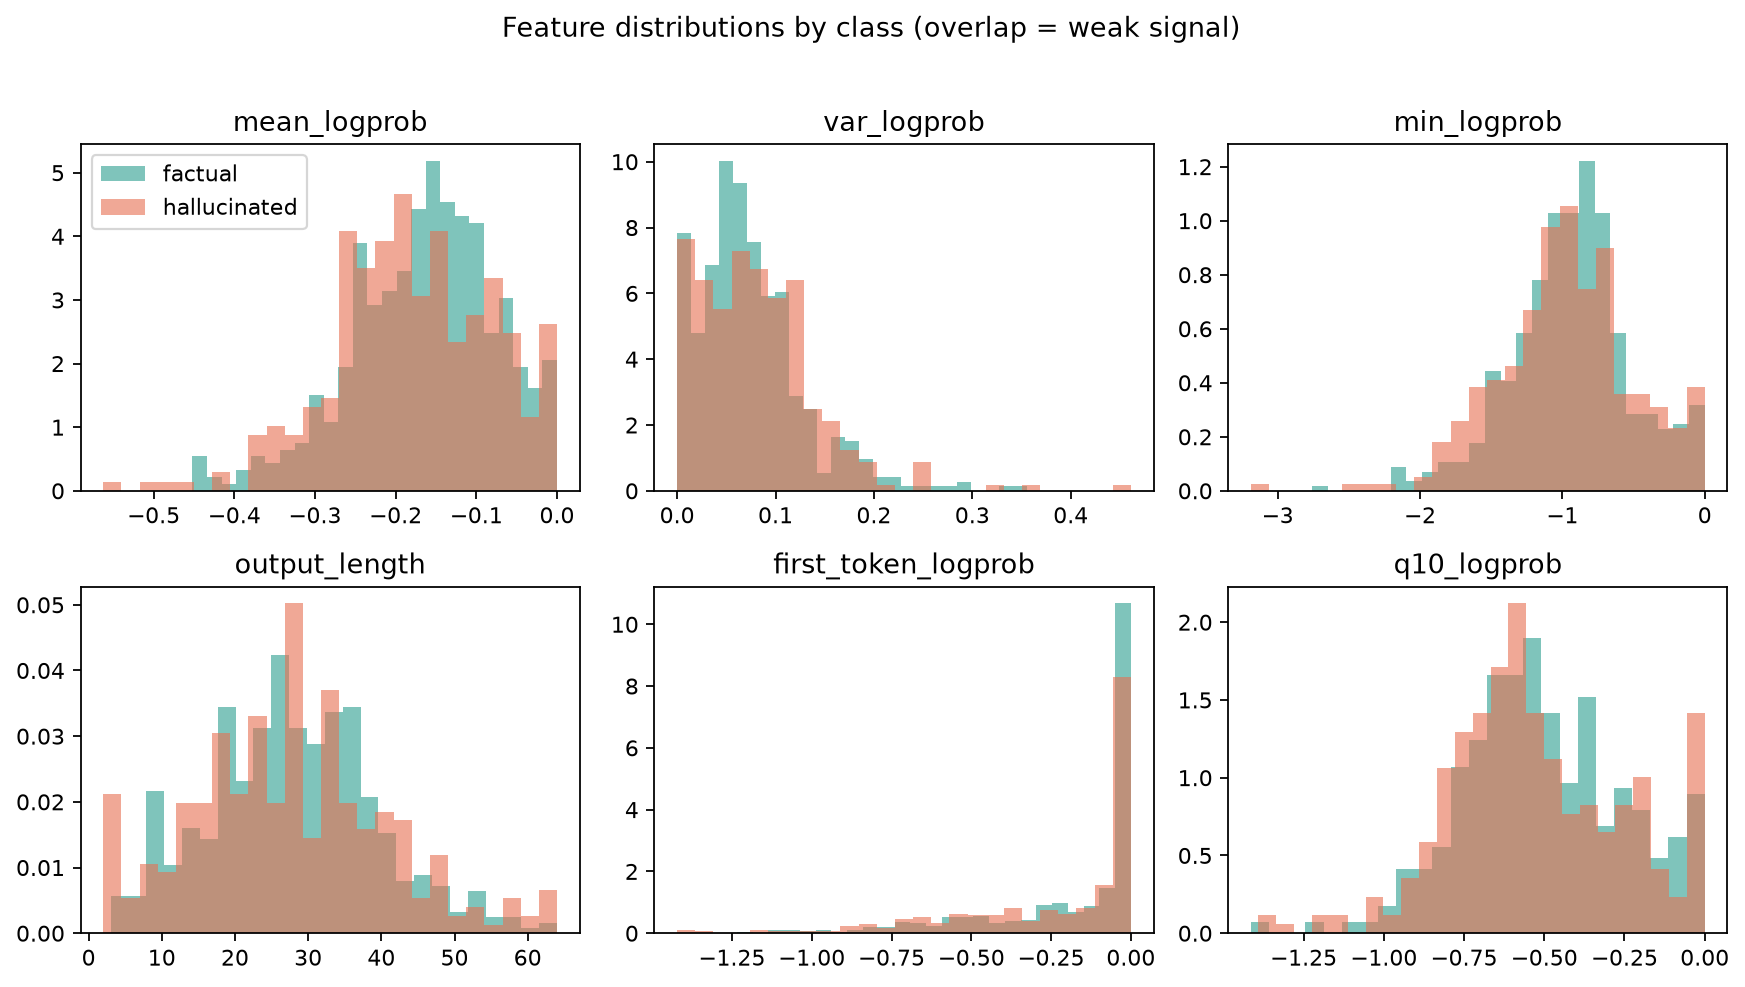 Feature distributions by class (overlap = weak signal)
mean_logprob
var_logprob
min_logprob
factual
hallucinated
5
4
3
2
1
0
−0.5 −0.4 −0.3 −0.2 −0.1 0.0
10
8
6
4
2
0
0.0 0.1 0.2 0.3 0.4
1.2
1.0
0.8
0.6
0.4
0.2
0.0
−3 −2 −1 0
output_length
first_token_logprob
q10_logprob
0.05
0.04
0.03
0.02
0.01
0.00
0 10 20 30 40 50 60
10
8
6
4
2
0
−1.25 −1.00 −0.75 −0.50 −0.25 0.00
2.0
1.5
1.0
0.5
0.0
−1.25 −1.00 −0.75 −0.50 −0.25 0.00